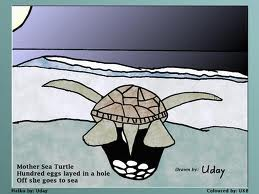 Mother Sea Turtle
Hundred eggs layed in a hole
Off she goes to sea
Drawn by: Uday
Haiku by: Uday
Coloured by: UKB